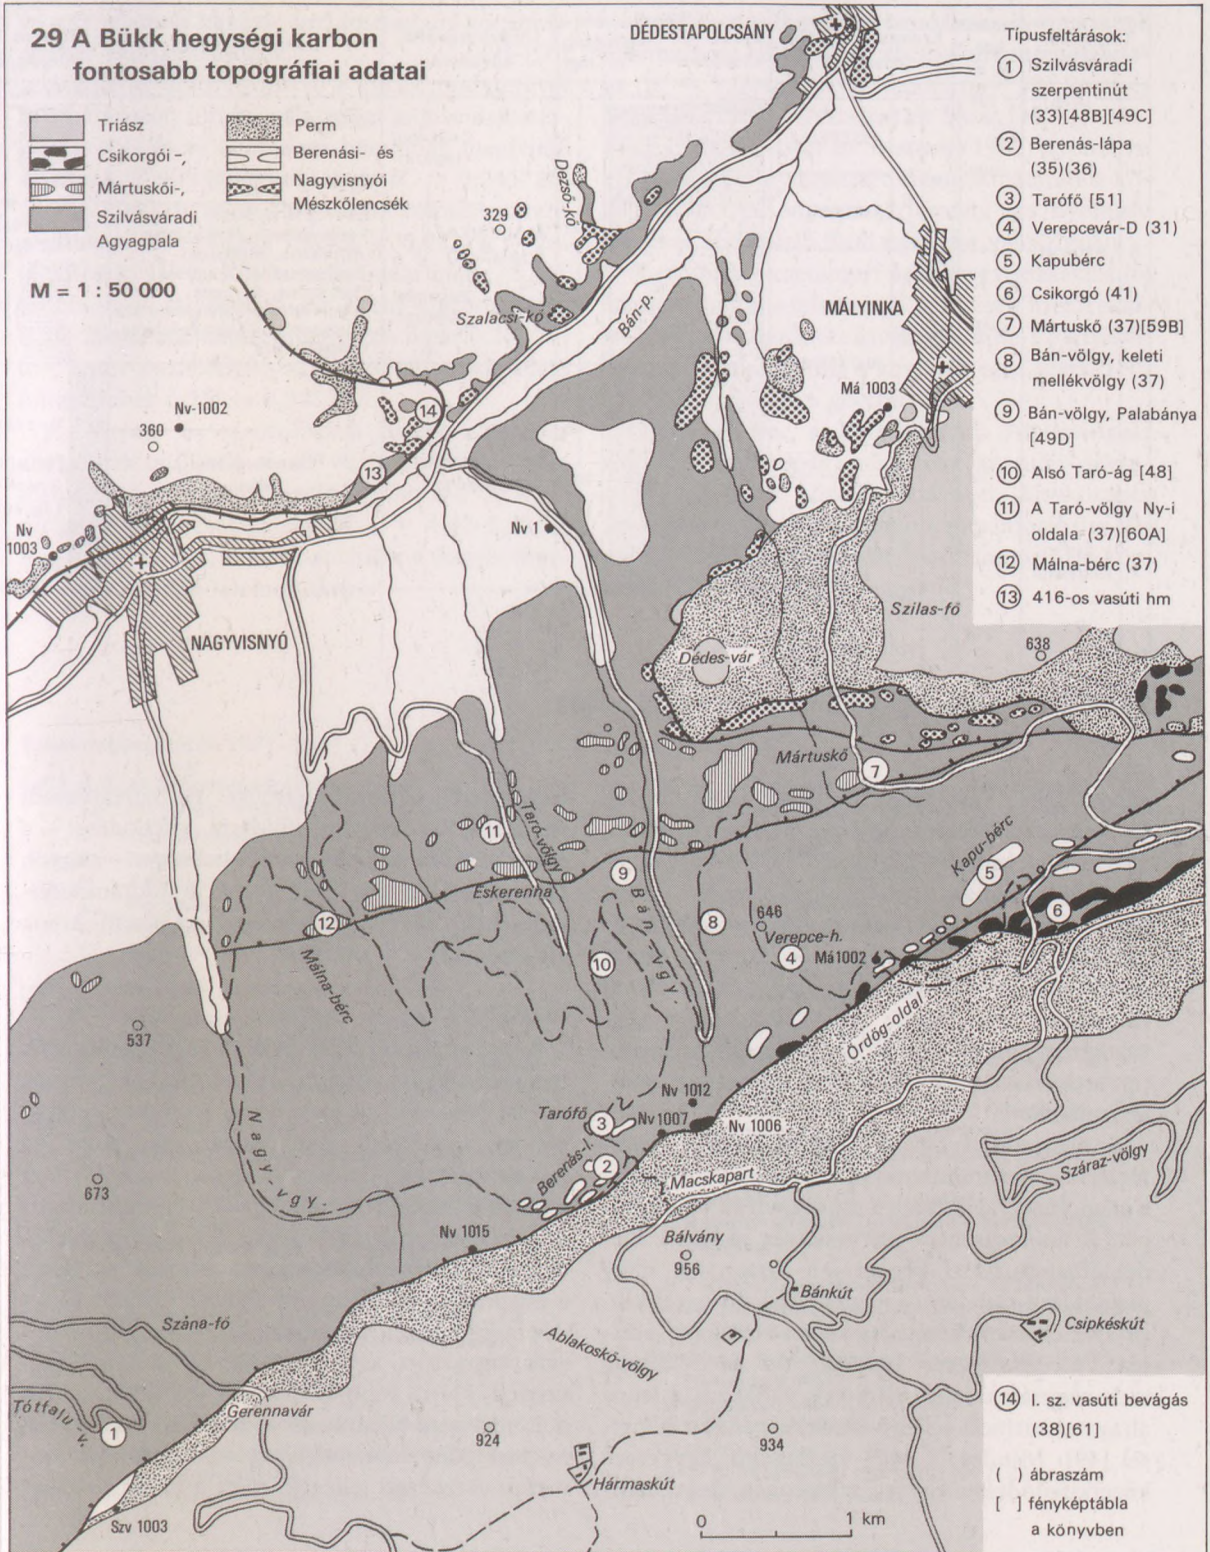 29 A Bükk hegységi karbon
fontosabb topográfiai adatai
Triász
Csikorgói-,
Mártuskői-,
Szilvásváradi
Agyagpala
Perm
Berenási- és
Nagyvisnyói
Mészkőlencsék
M = 1 : 50 000
Típusfeltárások:
1 Szilvásváradi
szerpentinút
(33)[48B][49C]
2 Berenás-lápa
(35)(36)
3 Tarófő [51]
4 Verepcevár-D (31)
5 Kapubérc
6 Csikorgó (41)
7 Mártuskő (37)[59B]
8 Bán-völgy, keleti
mellékvölgy (37)
9 Bán-völgy, Palabánya
[49D]
10 Alsó Taró-ág [48]
11 A Taró-völgy Ny-i
oldala (37)[60A]
12 Málna-bérc (37)
13 416-os vasúti hm
14 I. sz. vasúti bevágás
(38)[61]
( ) ábraszám
[ ] fényképtábla
a könyvben
DÉDESTAPOLCSÁNY
Dezső-kő
329
Szalacsi-kő
Bán-p.
MÁLYINKA
Má 1003
14
Nv-1002
360
13
Nv
1003
Nv 1
NAGYVISNYÓ
Szilas-fő
638
Dédes-vár
Mártuskő
7
Taró-völgy
11
Kapu-bérc
5
Eskerenna
9
Bán-vgy.
12
8
646
6
Verepce-h.
4
Má1002
10
Málna-bérc
537
Ördög-oldal
Nv 1012
Tarófő
3
Nv 1007
Nv 1006
Nagy-vgy.
Berenás-l.
2
Macskapart
Száraz-völgy
673
Nv 1015
Bálvány
956
Bánkút
Szána-fő
Csipkéskút
Ablakoskő-völgy
Tótfalu-v.
1
Gerennavár
924
934
Hármaskút
Szv 1003
0 1 km